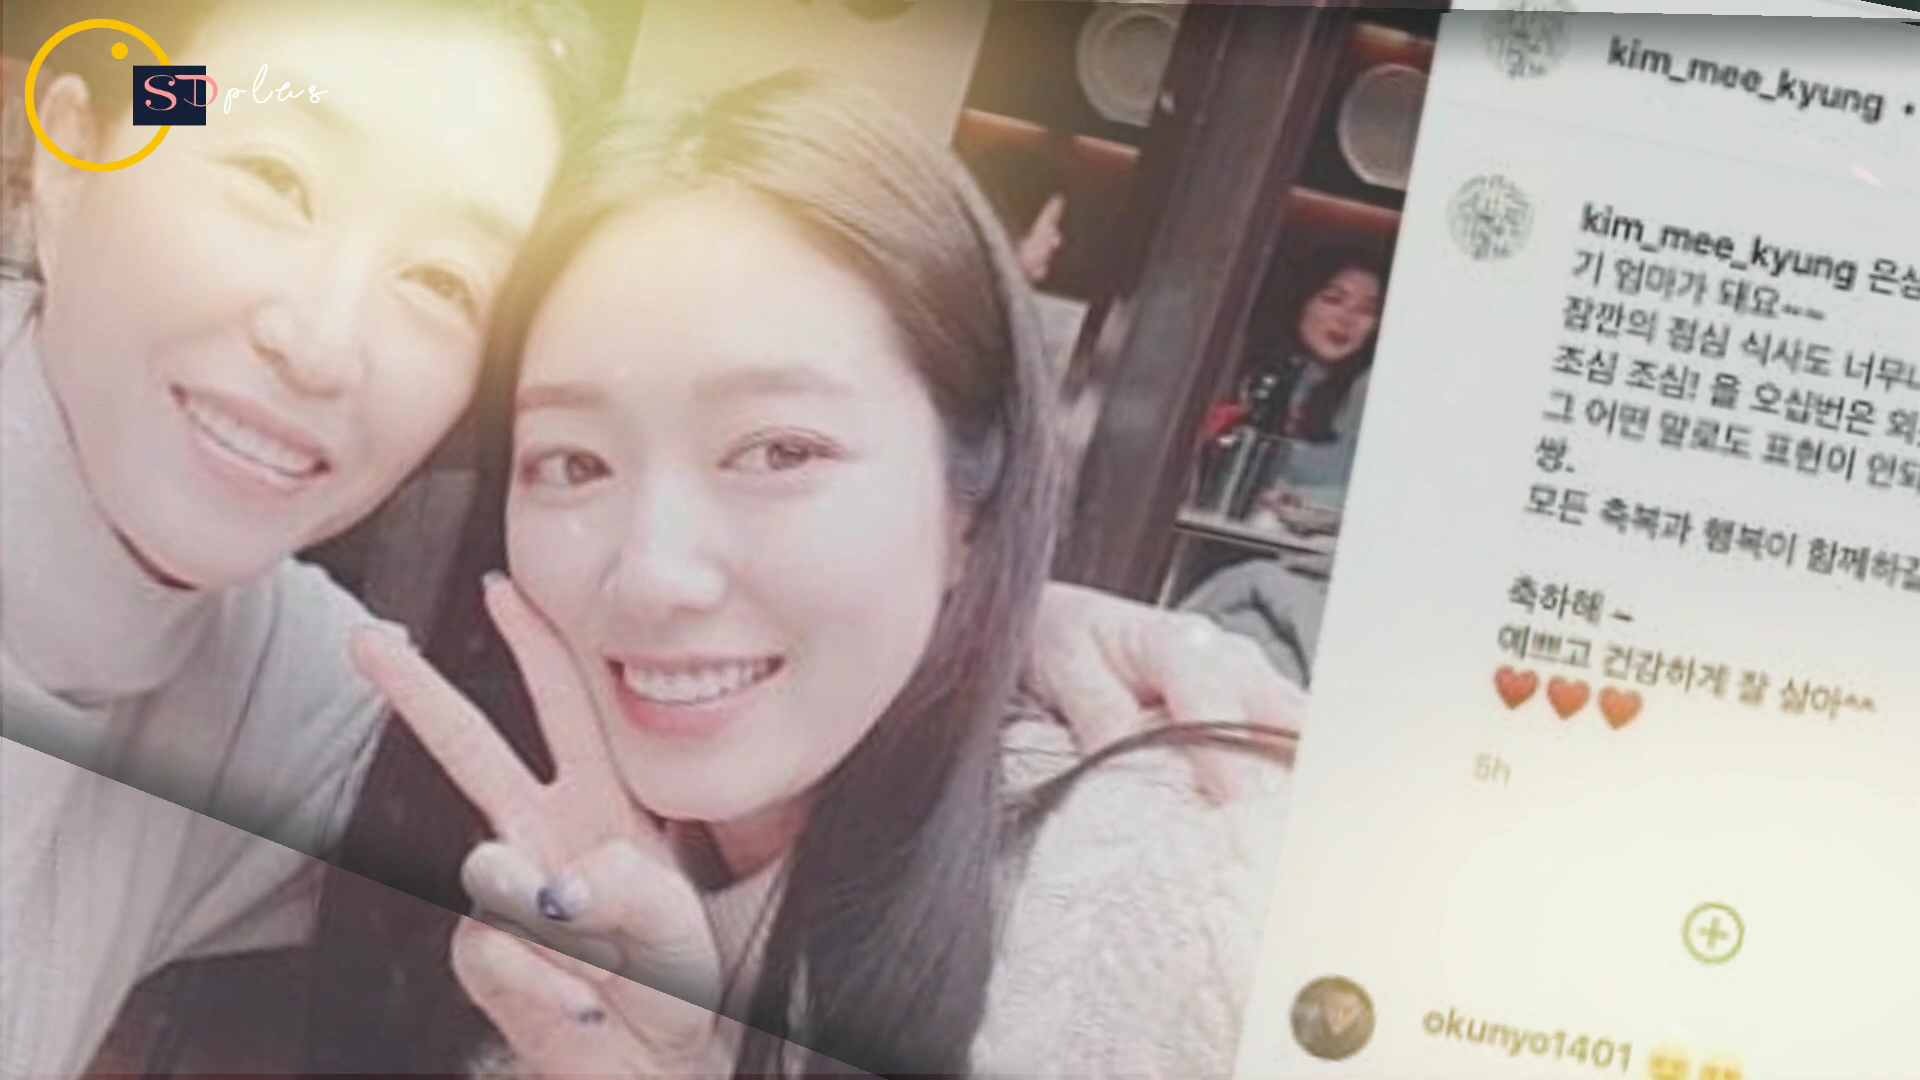 SD plus
kim_mee_kyung •
kim_mee_kyung 은상
기 엄마가 돼요~~
잠깐의 점심 식사도 너무나
조심 조심! 을 오십번은 외
그 어떤 말로도 표현이 안되
쌍.
모든 축복과 행복이 함께하길
축하해 ~
예쁘고 건강하게 잘 살아^^
❤️❤️❤️
5h
okunyo1401